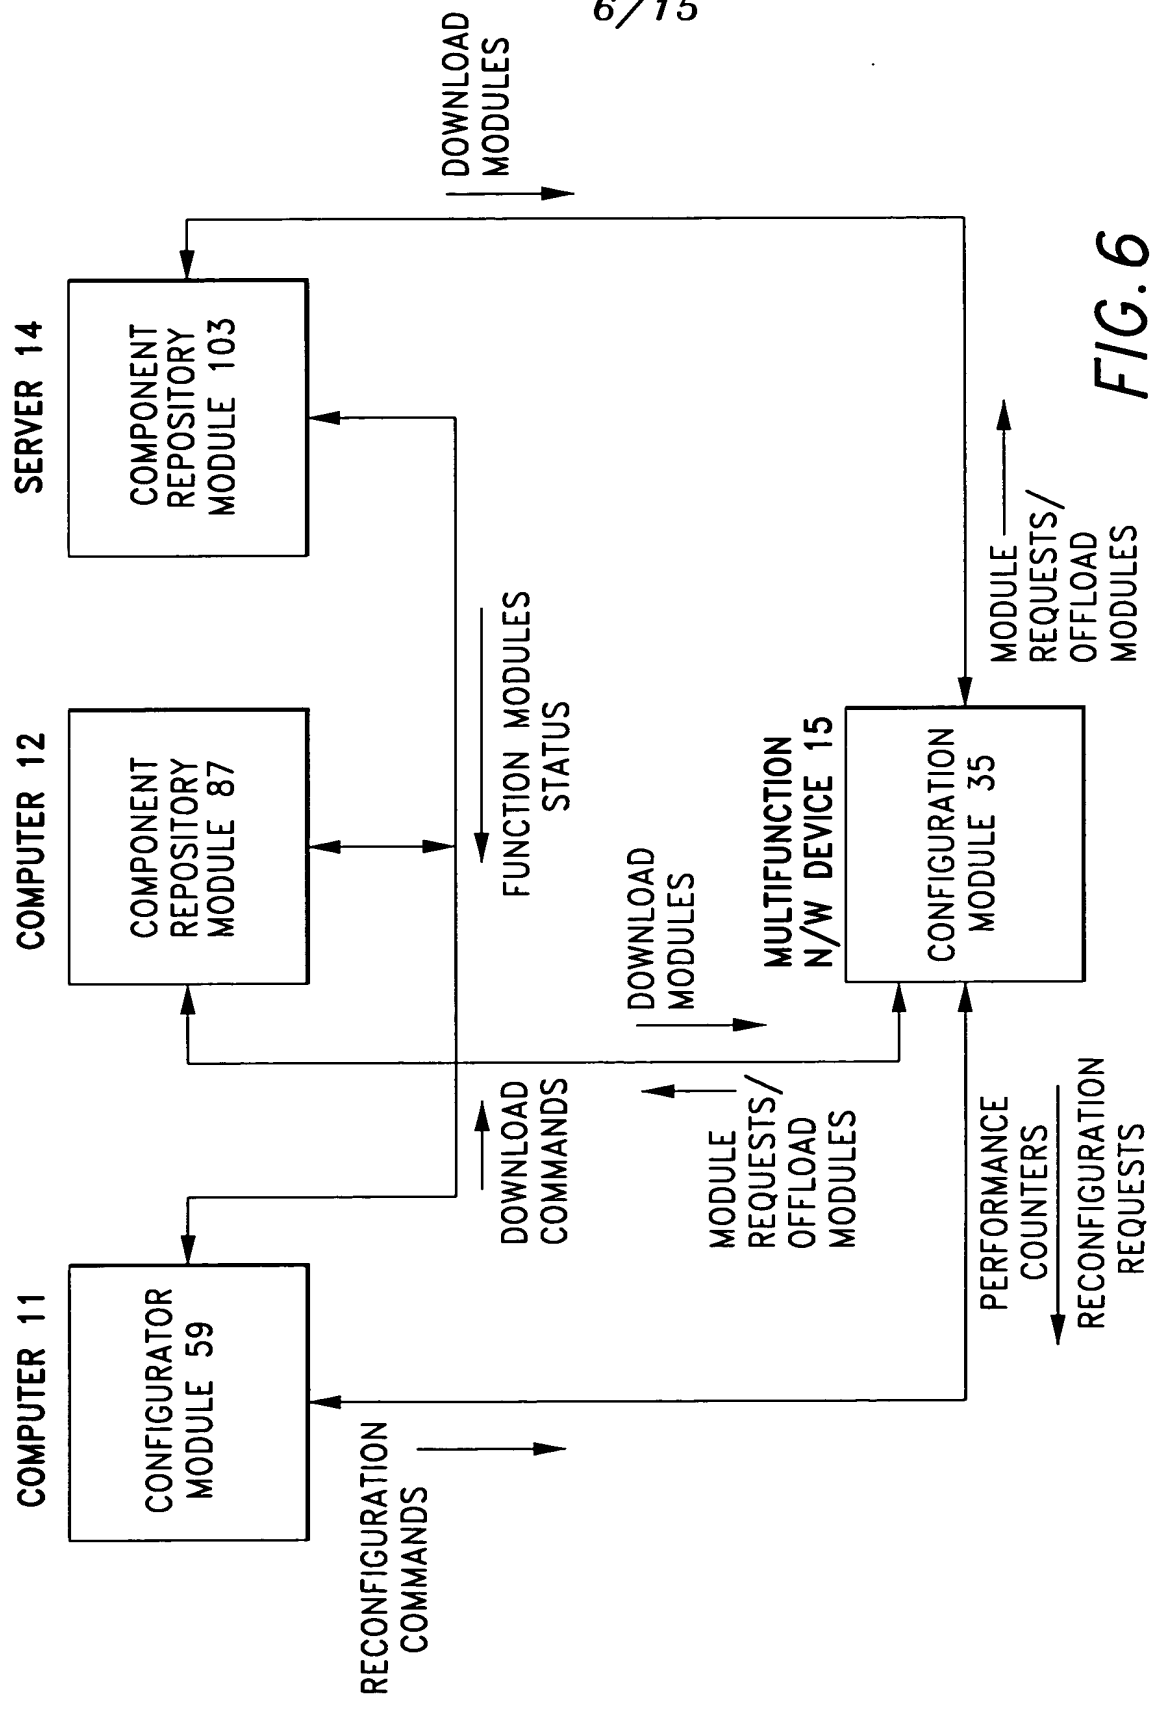 6/15
COMPUTER 11
CONFIGURATOR
MODULE 59
COMPUTER 12
COMPONENT
REPOSITORY
MODULE 87
SERVER 14
COMPONENT
REPOSITORY
MODULE 103
RECONFIGURATION
COMMANDS
DOWNLOAD
COMMANDS
FUNCTION MODULES
STATUS
DOWNLOAD
MODULES
MODULE
REQUESTS/
OFFLOAD
MODULES
DOWNLOAD
MODULES
MULTIFUNCTION
N/W DEVICE 15
CONFIGURATION
MODULE 35
PERFORMANCE
COUNTERS
RECONFIGURATION
REQUESTS
MODULE
REQUESTS/
OFFLOAD
MODULES
FIG. 6